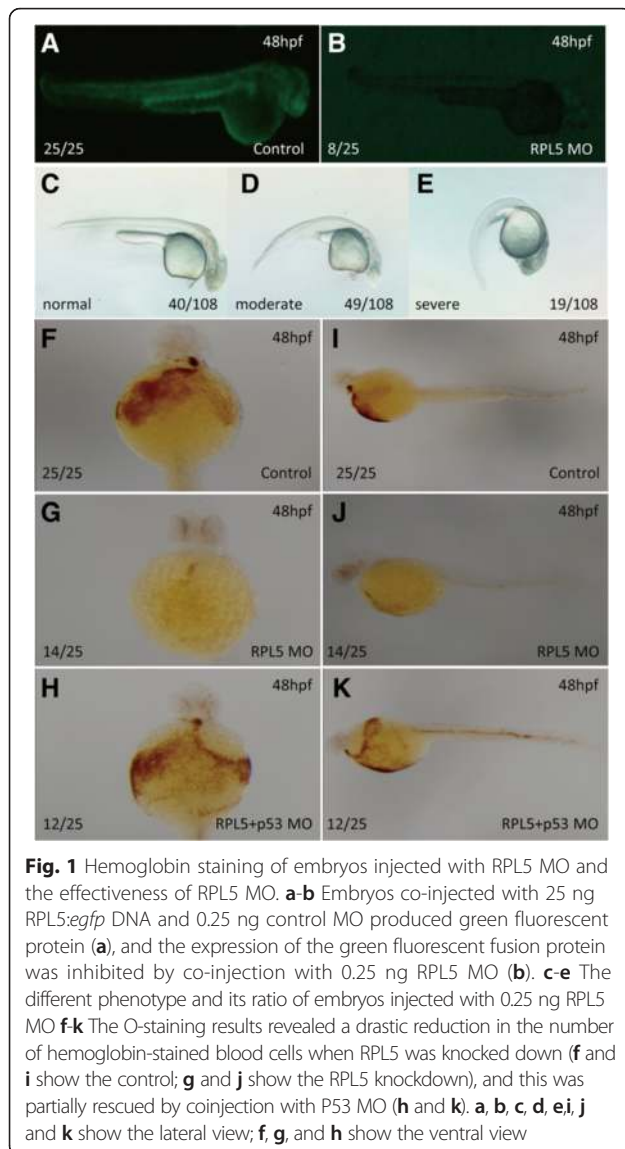 A
48hpf
25/25
Control
B
48hpf
8/25
RPL5 MO
C
normal
40/108
D
moderate
49/108
E
severe
19/108
F
48hpf
25/25
Control
I
48hpf
25/25
Control
G
48hpf
14/25
RPL5 MO
J
48hpf
14/25
RPL5 MO
H
48hpf
12/25
RPL5+p53 MO
K
48hpf
12/25
RPL5+p53 MO
Fig. 1 Hemoglobin staining of embryos injected with RPL5 MO and
the effectiveness of RPL5 MO. a-b Embryos co-injected with 25 ng
RPL5:egfp DNA and 0.25 ng control MO produced green fluorescent
protein (a), and the expression of the green fluorescent fusion protein
was inhibited by co-injection with 0.25 ng RPL5 MO (b). c-e The
different phenotype and its ratio of embryos injected with 0.25 ng RPL5
MO f-k The O-staining results revealed a drastic reduction in the number
of hemoglobin-stained blood cells when RPL5 was knocked down (f and
i show the control; g and j show the RPL5 knockdown), and this was
partially rescued by coinjection with P53 MO (h and k). a, b, c, d, e,i, j
and k show the lateral view; f, g, and h show the ventral view